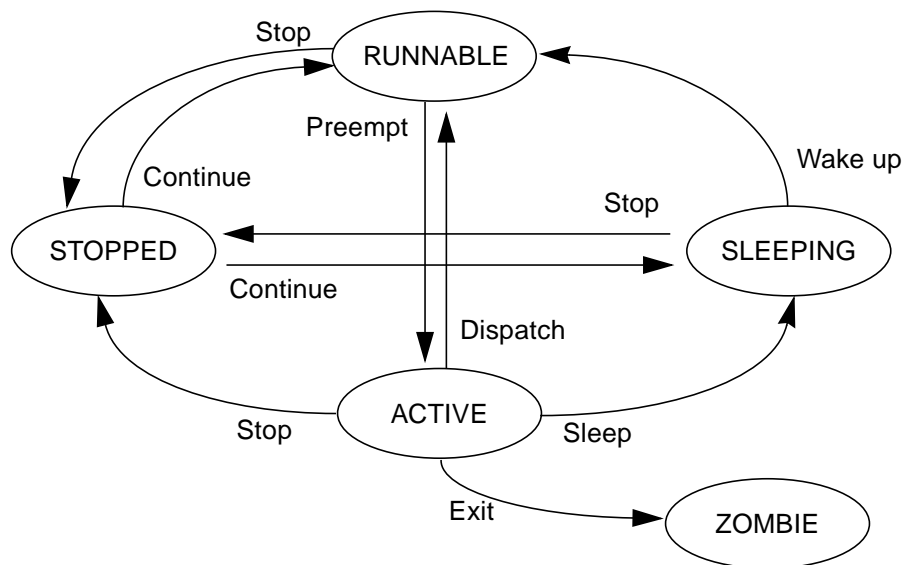 Stop
RUNNABLE
Preempt
Continue
Wake up
Stop
STOPPED
SLEEPING
Continue
Dispatch
ACTIVE
Stop
Sleep
Exit
ZOMBIE